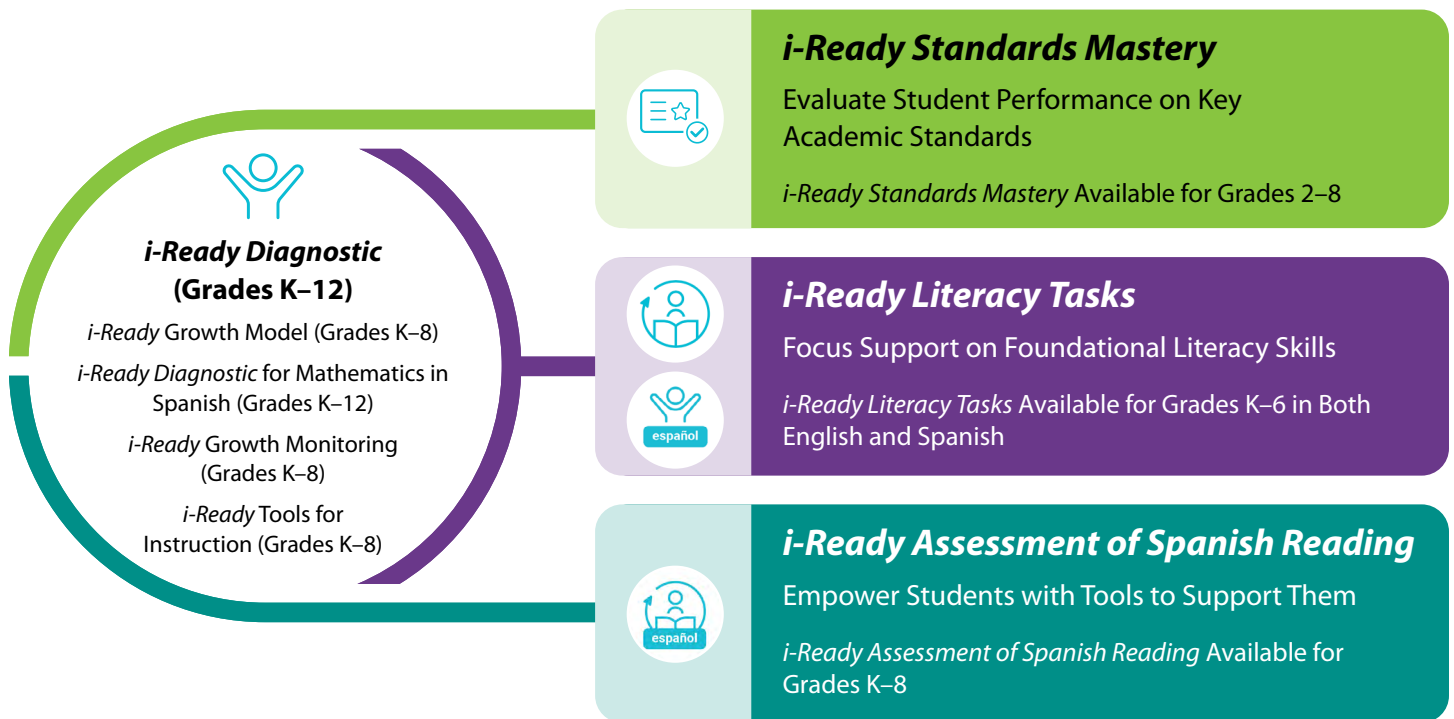 i-Ready Diagnostic
(Grades K–12)
i-Ready Growth Model (Grades K–8)
i-Ready Diagnostic for Mathematics in
Spanish (Grades K–12)
i-Ready Growth Monitoring
(Grades K–8)
i-Ready Tools for
Instruction (Grades K–8)
i-Ready Standards Mastery
Evaluate Student Performance on Key
Academic Standards
i-Ready Standards Mastery Available for Grades 2–8
español
i-Ready Literacy Tasks
Focus Support on Foundational Literacy Skills
i-Ready Literacy Tasks Available for Grades K–6 in Both
English and Spanish
español
i-Ready Assessment of Spanish Reading
Empower Students with Tools to Support Them
i-Ready Assessment of Spanish Reading Available for
Grades K–8